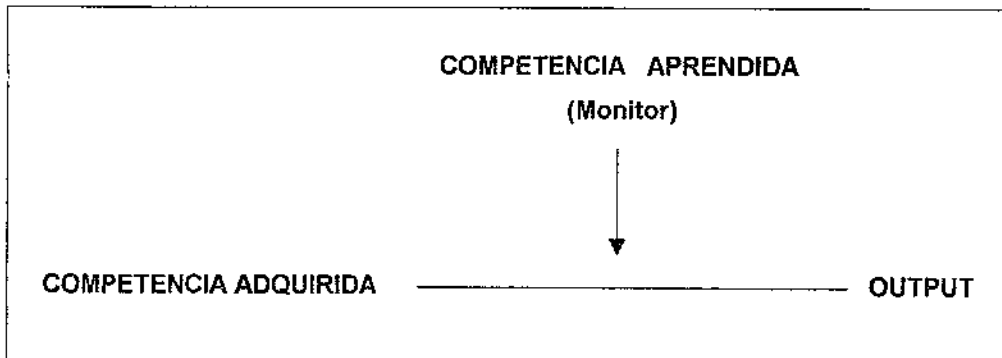 COMPETENCIA APRENDIDA
(Monitor)
COMPETENCIA ADQUIRIDA OUTPUT